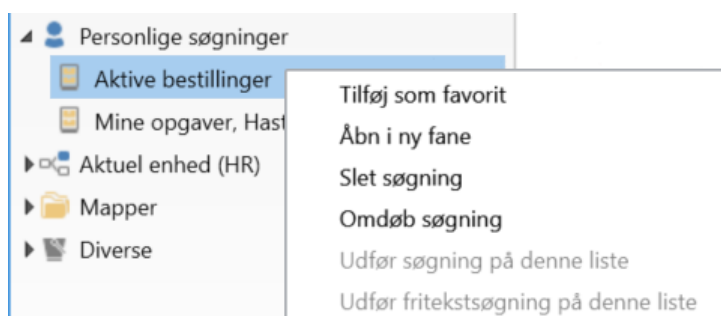 Personlige søgninger
Aktive bestillinger
Mine opgaver, Hast
Aktuel enhed (HR)
Mapper
Diverse
Tilføj som favorit
Åbn i ny fane
Slet søgning
Omdøb søgning
Udfør søgning på denne liste
Udfør fritekstsøgning på denne liste